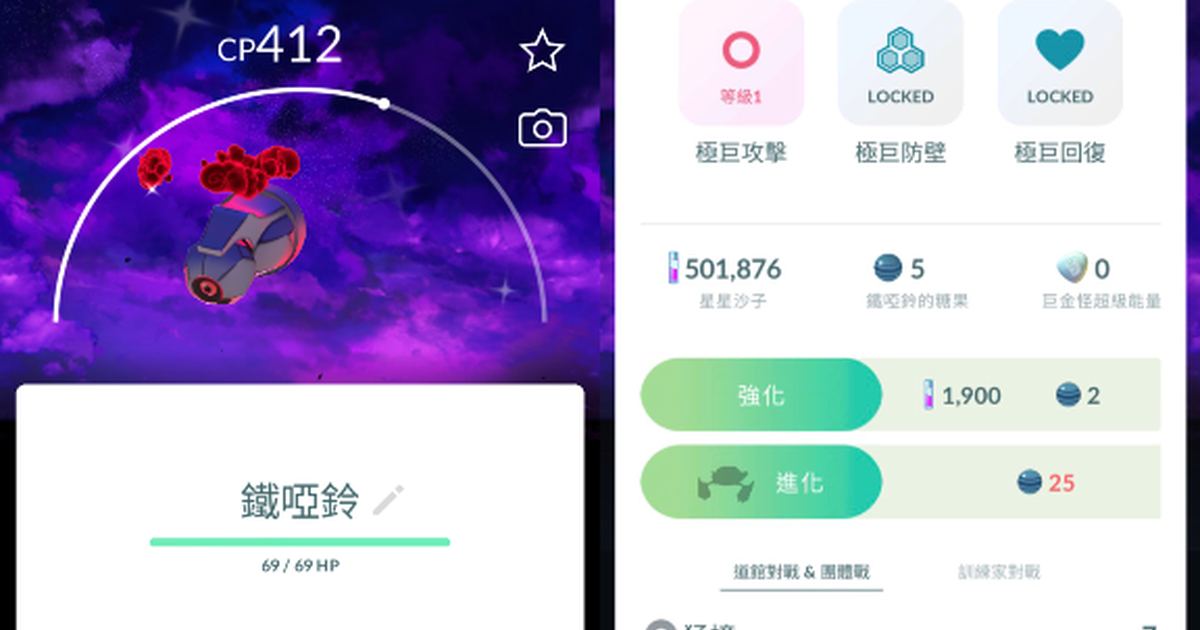 CP412
鐵啞鈴
69 / 69 HP
等級1
LOCKED
LOCKED
極巨攻擊
極巨防壁
極巨回復
501,876
5
0
星星沙子
鐵啞鈴的糖果
巨金怪超級能量
強化
1,900
2
進化
25
道館對戰 & 團體戰
訓練家對戰